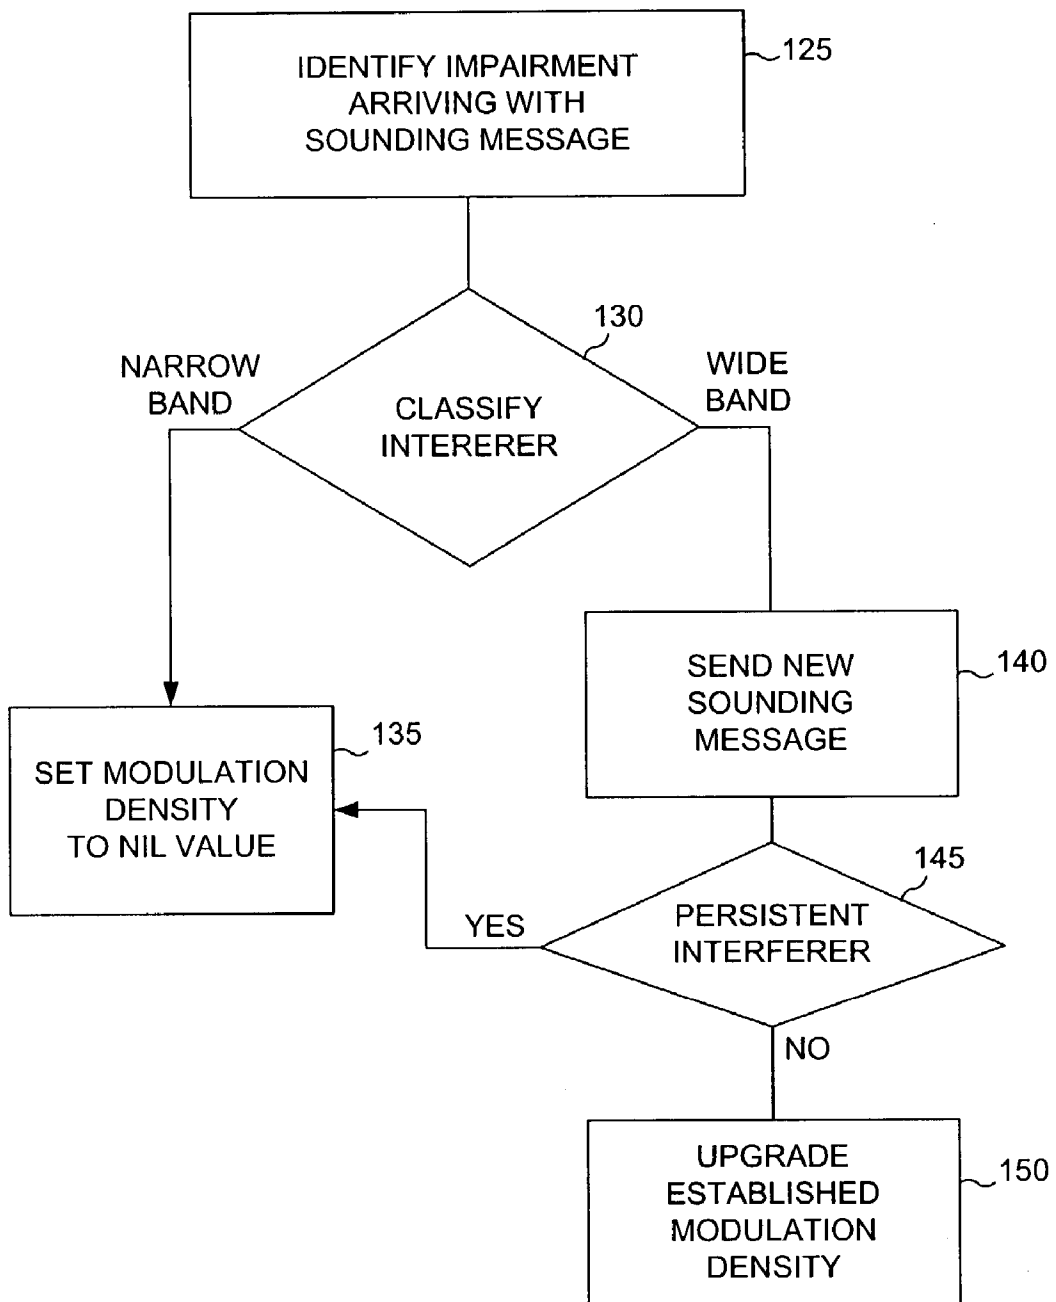 IDENTIFY IMPAIRMENT
ARRIVING WITH
SOUNDING MESSAGE
125
130
NARROW
BAND
WIDE
BAND
CLASSIFY
INTERERER
SEND NEW
SOUNDING
MESSAGE
140
135
SET MODULATION
DENSITY
TO NIL VALUE
145
PERSISTENT
INTERFERER
YES
NO
UPGRADE
ESTABLISHED
MODULATION
DENSITY
150